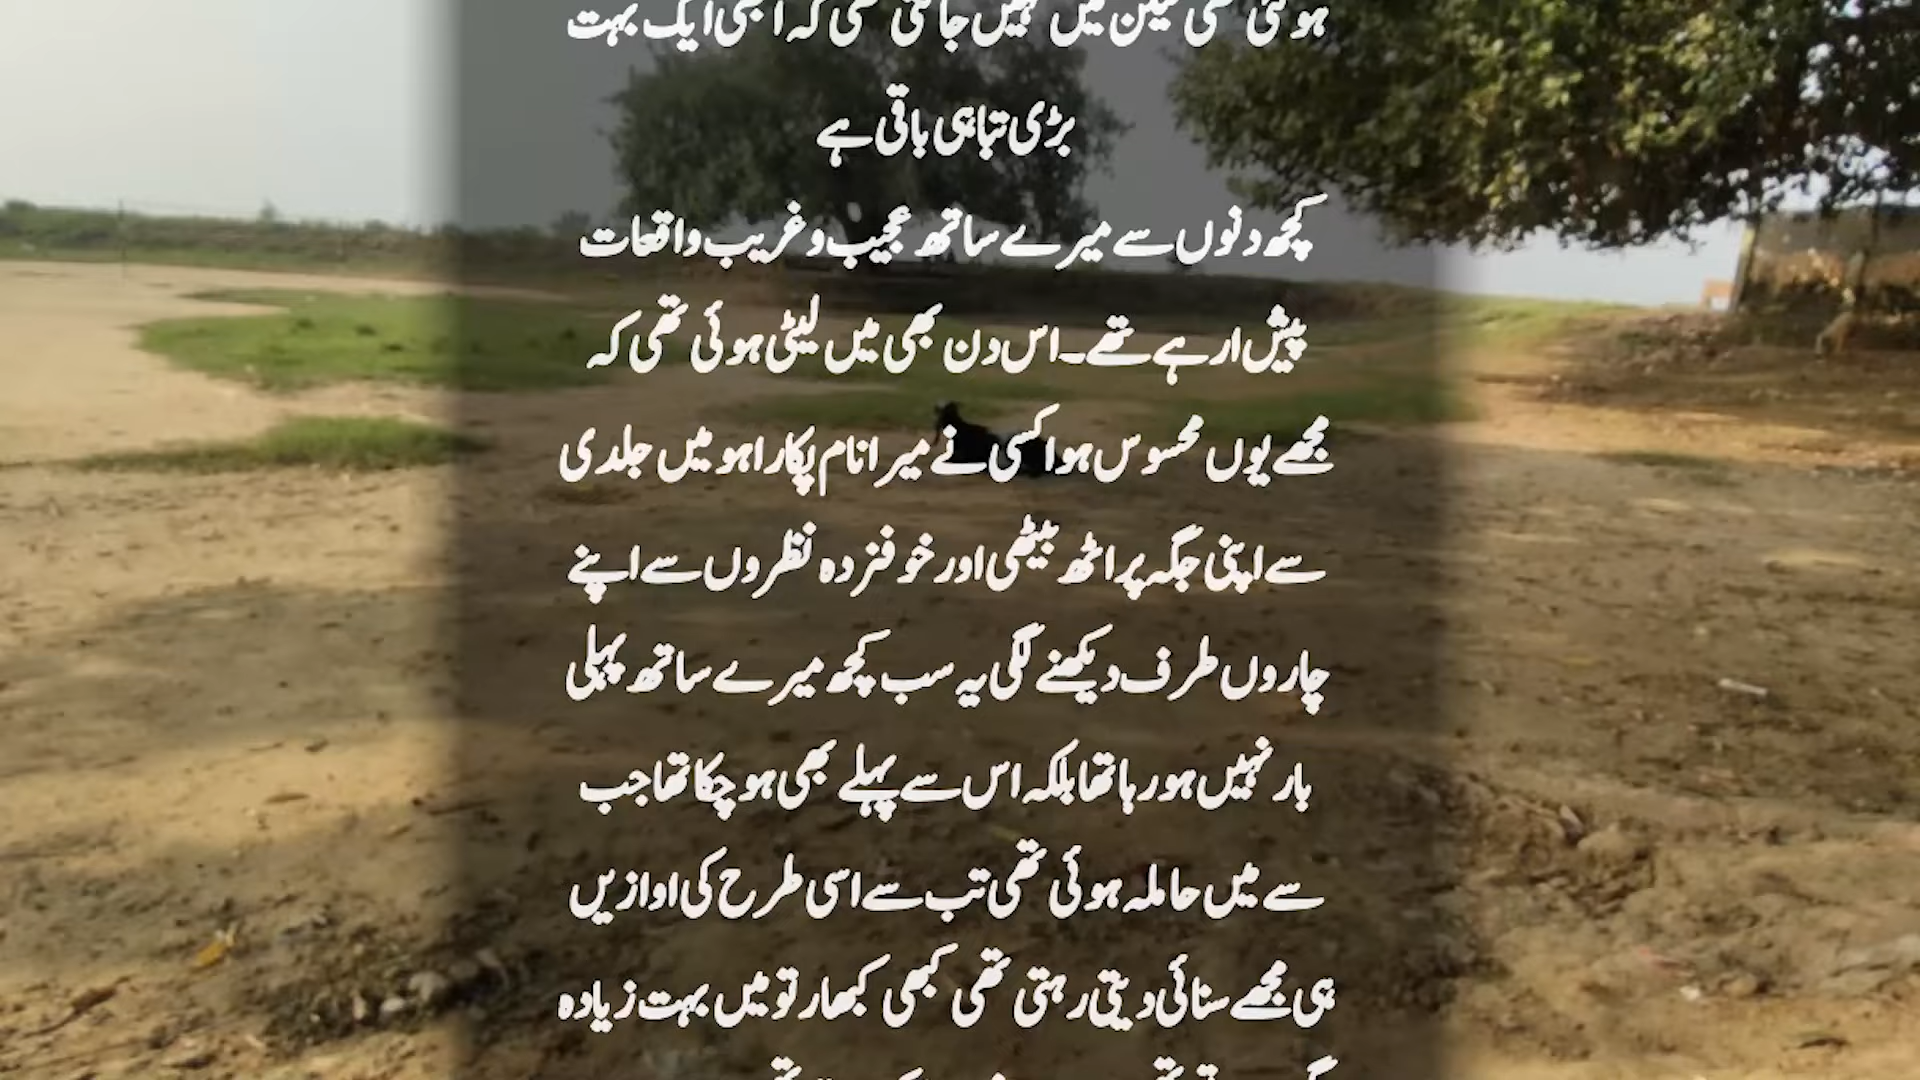 ہو گئی تھی لیکن میں نہیں جانتی تھی کہ ابھی ایک بہت
بڑی تباہی باقی ہے
کچھ دنوں سے میرے ساتھ عجیب و غریب واقعات
پیش ار ہے تھے۔ اس دن بھی میں لیٹی ہوئی تھی کہ
مجھے یوں محسوس ہوا کسی نے میرا نام پکارا ہو میں جلدی
سے اپنی جگہ پر اٹھ بیٹھی اور خوفزدہ نظروں سے اپنے
چاروں طرف دیکھنے لگی یہ سب کچھ میرے ساتھ پہلی
بار نہیں ہو رہا تھا بلکہ اس سے پہلے بھی ہو چکا تھا جب
سے میں حاملہ ہوئی تھی تب سے اسی طرح کی اوازیں
ہی مجھے سنائی دیتی رہتی تھی کبھی کبھار تو میں بہت زیادہ